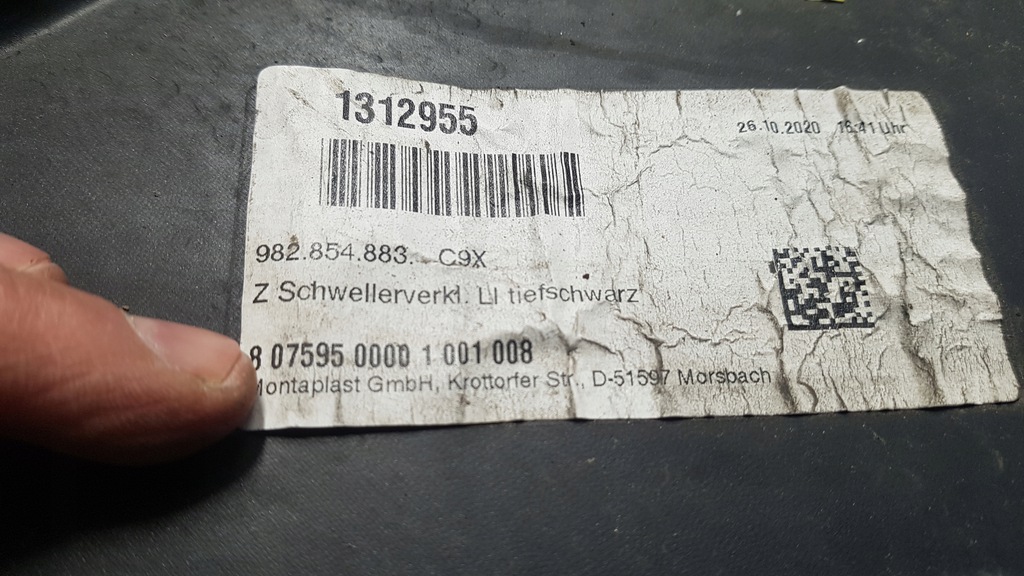 1312955
26.10.2020 16:41 Uhr
982.854.883. C9X
Z Schwellerverkl. LI tiefschwarz
8 07595 0000 1 001 008
Montaplast GmbH, Krottorfer Str., D-51597 Morsbach